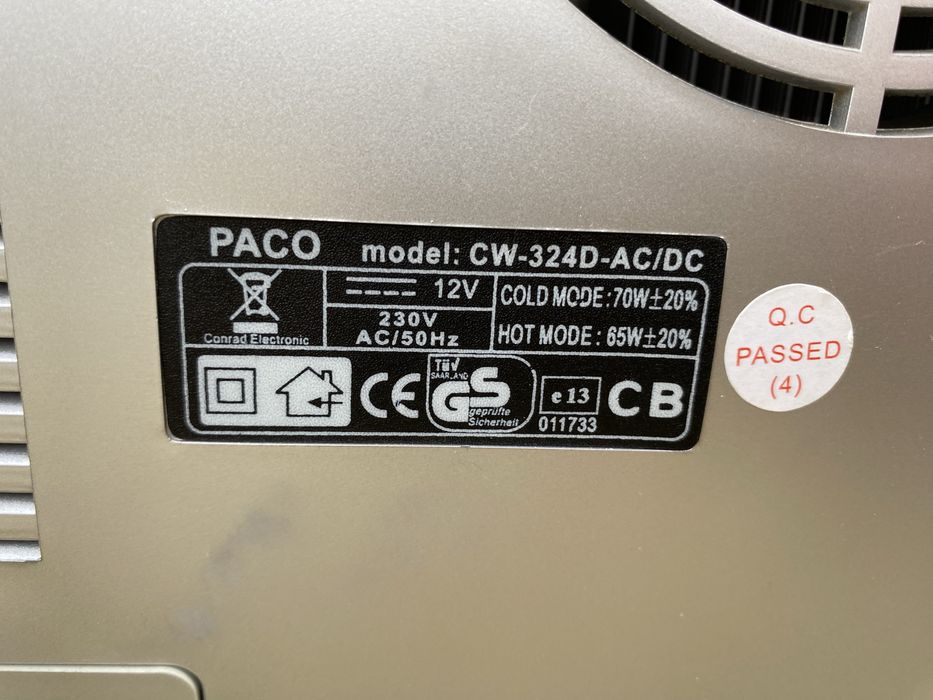 PACO model: CW-324D-AC/DC
Conrad Electronic
12V
230V
AC/50Hz
COLD MODE:70W±20%
HOT MODE: 65W±20%
CE
TÜV
SAARLAND
GS
geprüfte
Sicherheit
e 13
011733
CB
Q.C
PASSED
(4)